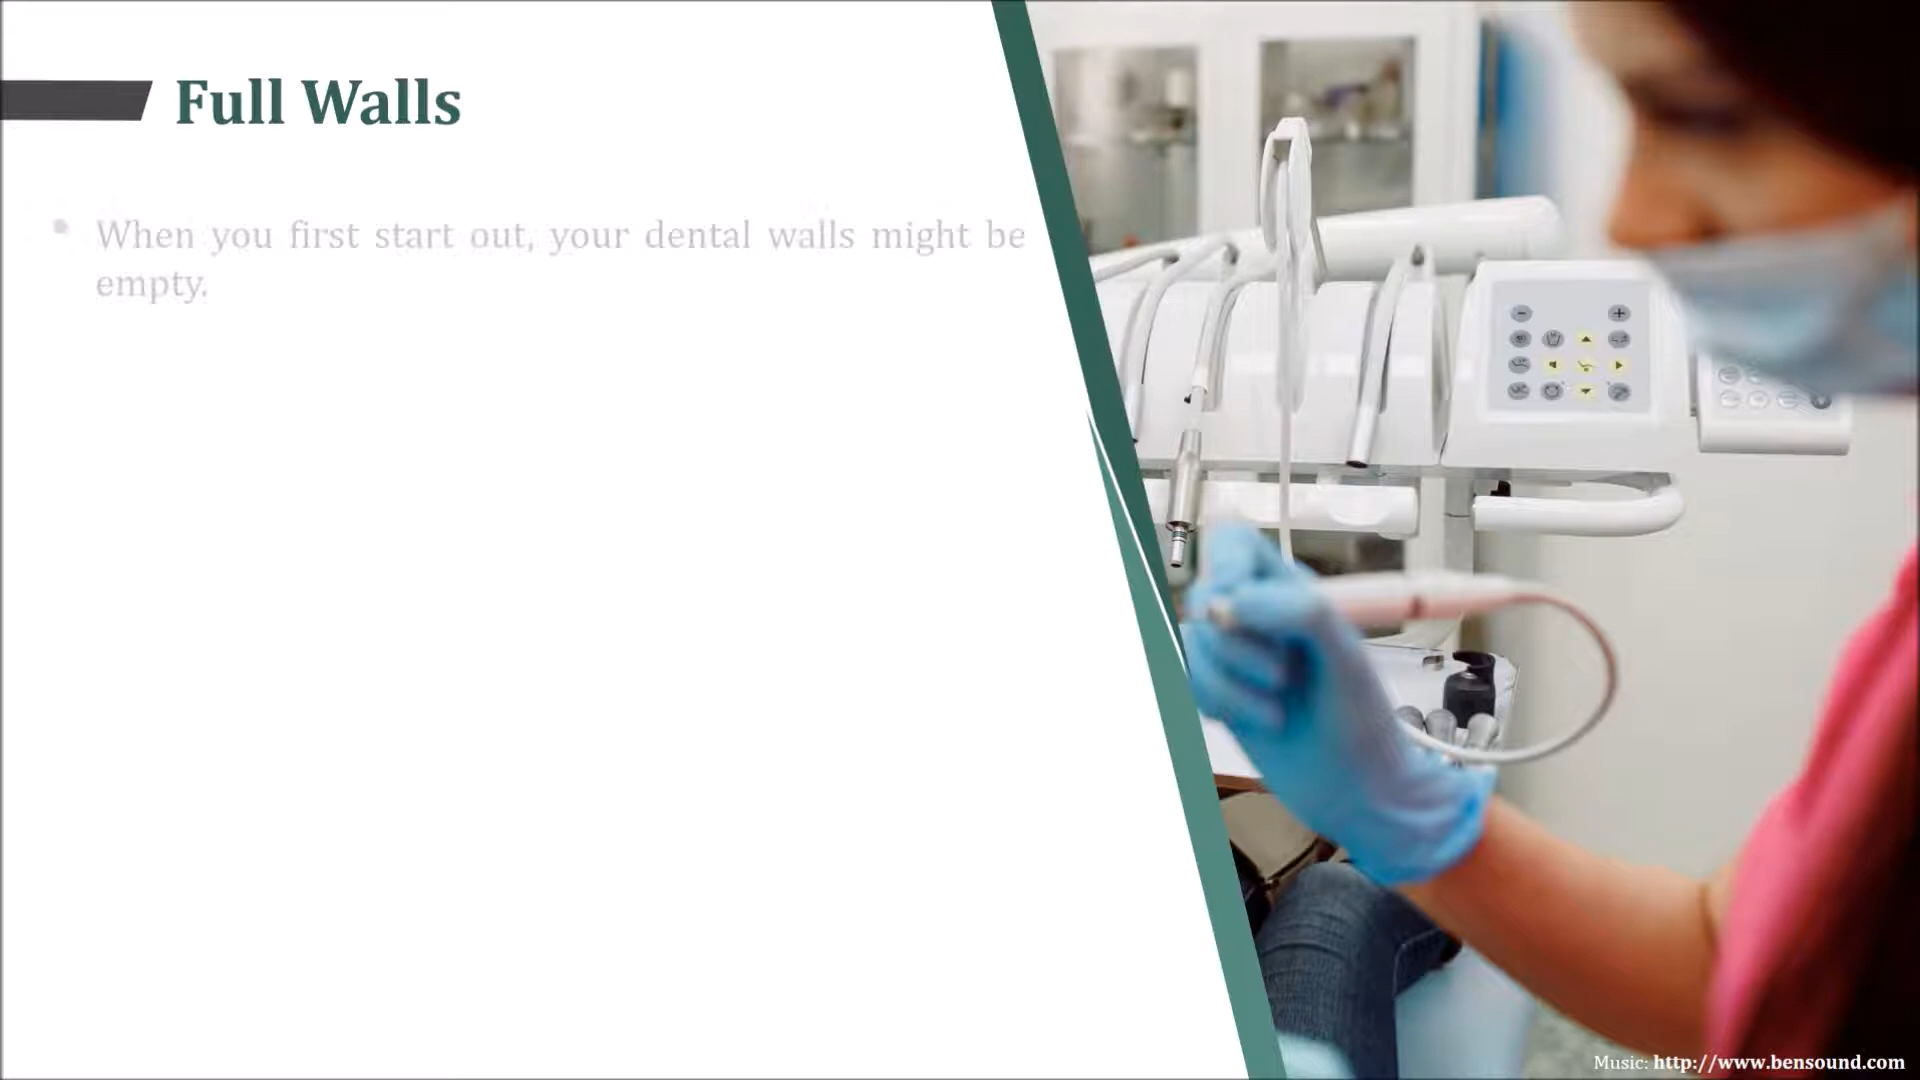 Full Walls
• When you first start out, your dental walls might be
empty.
Music: http://www.bensound.com